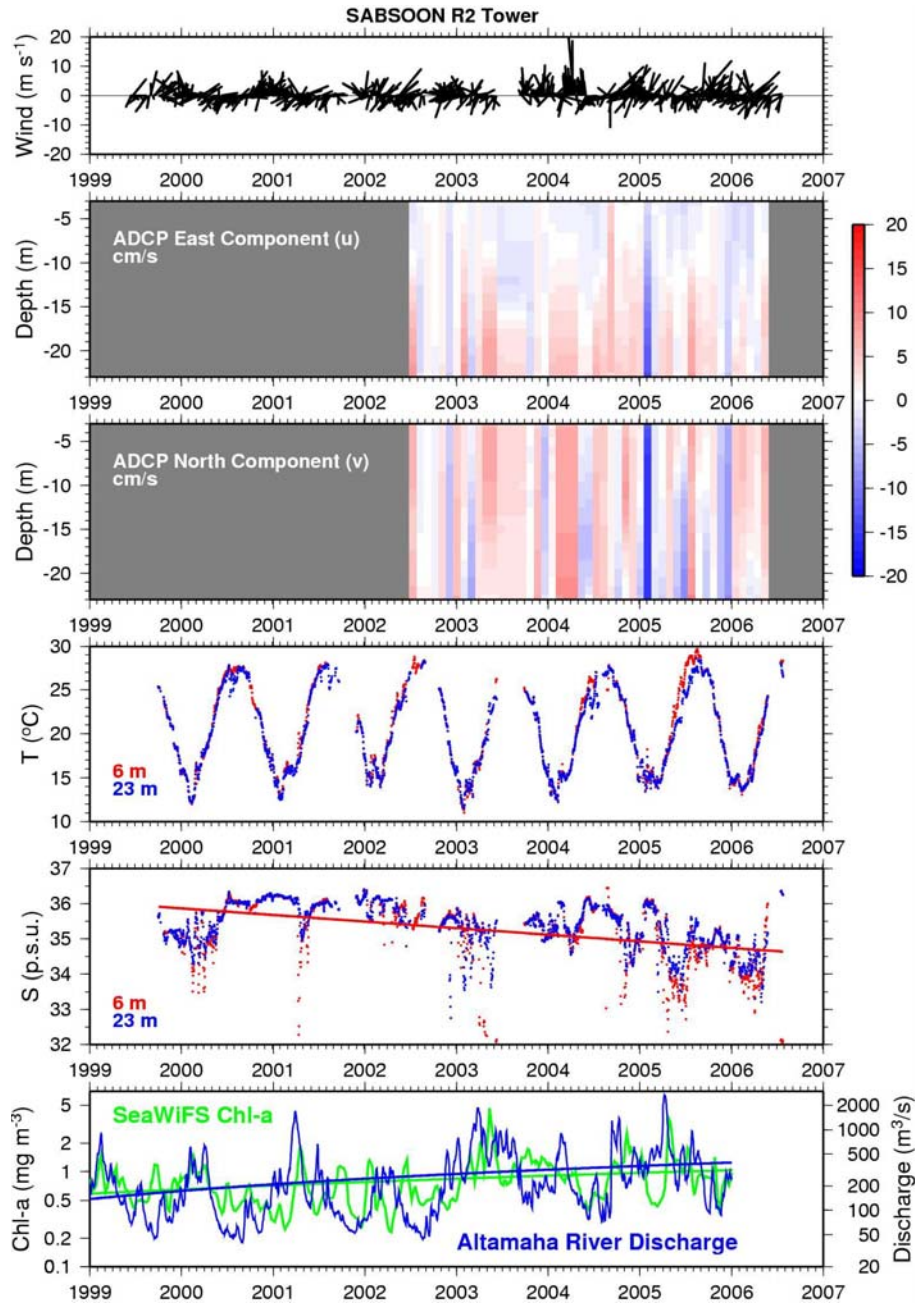 SABSOON R2 Tower
Wind (m s⁻¹)
20
10
0
-10
-20
1999 2000 2001 2002 2003 2004 2005 2006 2007
Depth (m)
-5
-10
-15
-20
ADCP East Component (u)
cm/s
1999 2000 2001 2002 2003 2004 2005 2006 2007
Depth (m)
-5
-10
-15
-20
ADCP North Component (v)
cm/s
1999 2000 2001 2002 2003 2004 2005 2006 2007
20
15
10
5
0
-5
-10
-15
-20
T (°C)
30
25
20
15
10
6 m
23 m
1999 2000 2001 2002 2003 2004 2005 2006 2007
S (p.s.u.)
37
36
35
34
33
32
6 m
23 m
1999 2000 2001 2002 2003 2004 2005 2006 2007
Chl-a (mg m⁻³)
5
2
1
0.5
0.2
0.1
SeaWiFS Chl-a
Altamaha River Discharge
2000
1000
400
200
100
50
20
Discharge (m³/s)
1999 2000 2001 2002 2003 2004 2005 2006 2007